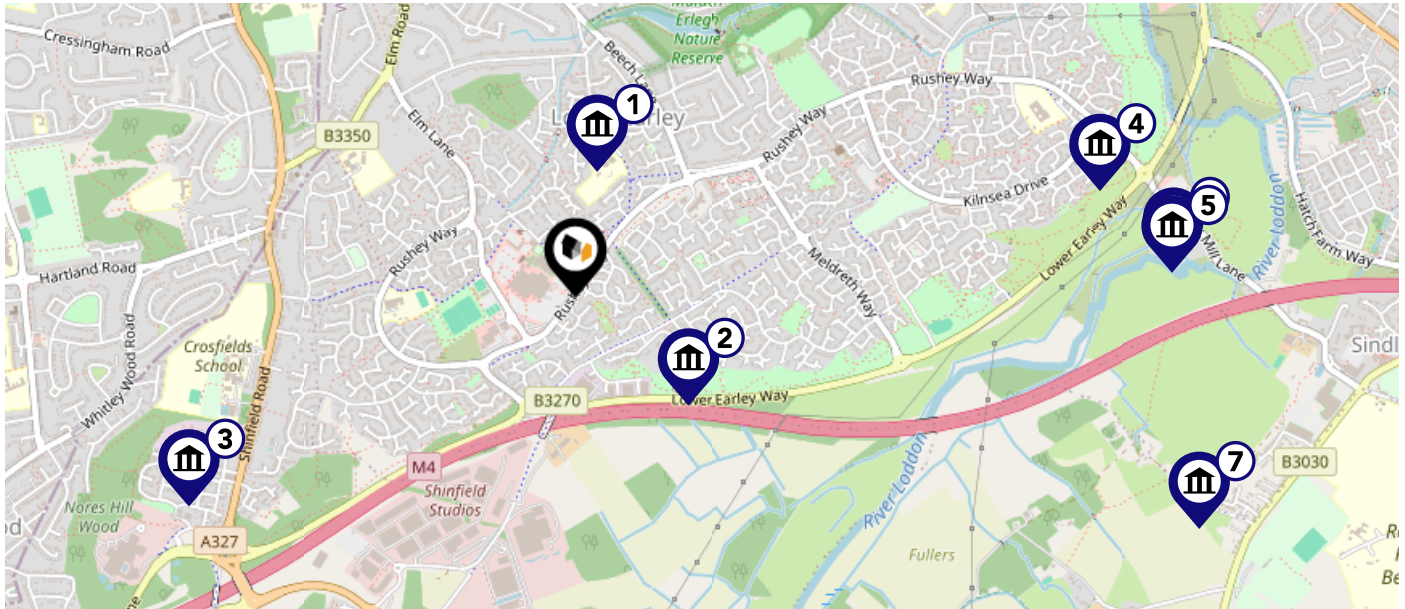 Maiden
Erlegh
Nature
Reserve
Cressingham Road
Elm Road
Beech Lane
Rushey Way
1
Lower Earley
4
B3350
Elm Lane
Rushey Way
Kilnsea Drive
5
River Loddon
Hatch Farm Way
Mill Lane
Rushey Way
Lower Earley Way
Hartland Road
Meldreth Way
Crosfields
School
2
Sindl
Whitley Wood Road
Shinfield Road
B3270
Lower Earley Way
3
M4
Shinfield
Studios
River Loddon
7
B3030
Nores Hill
Wood
A327
Fullers